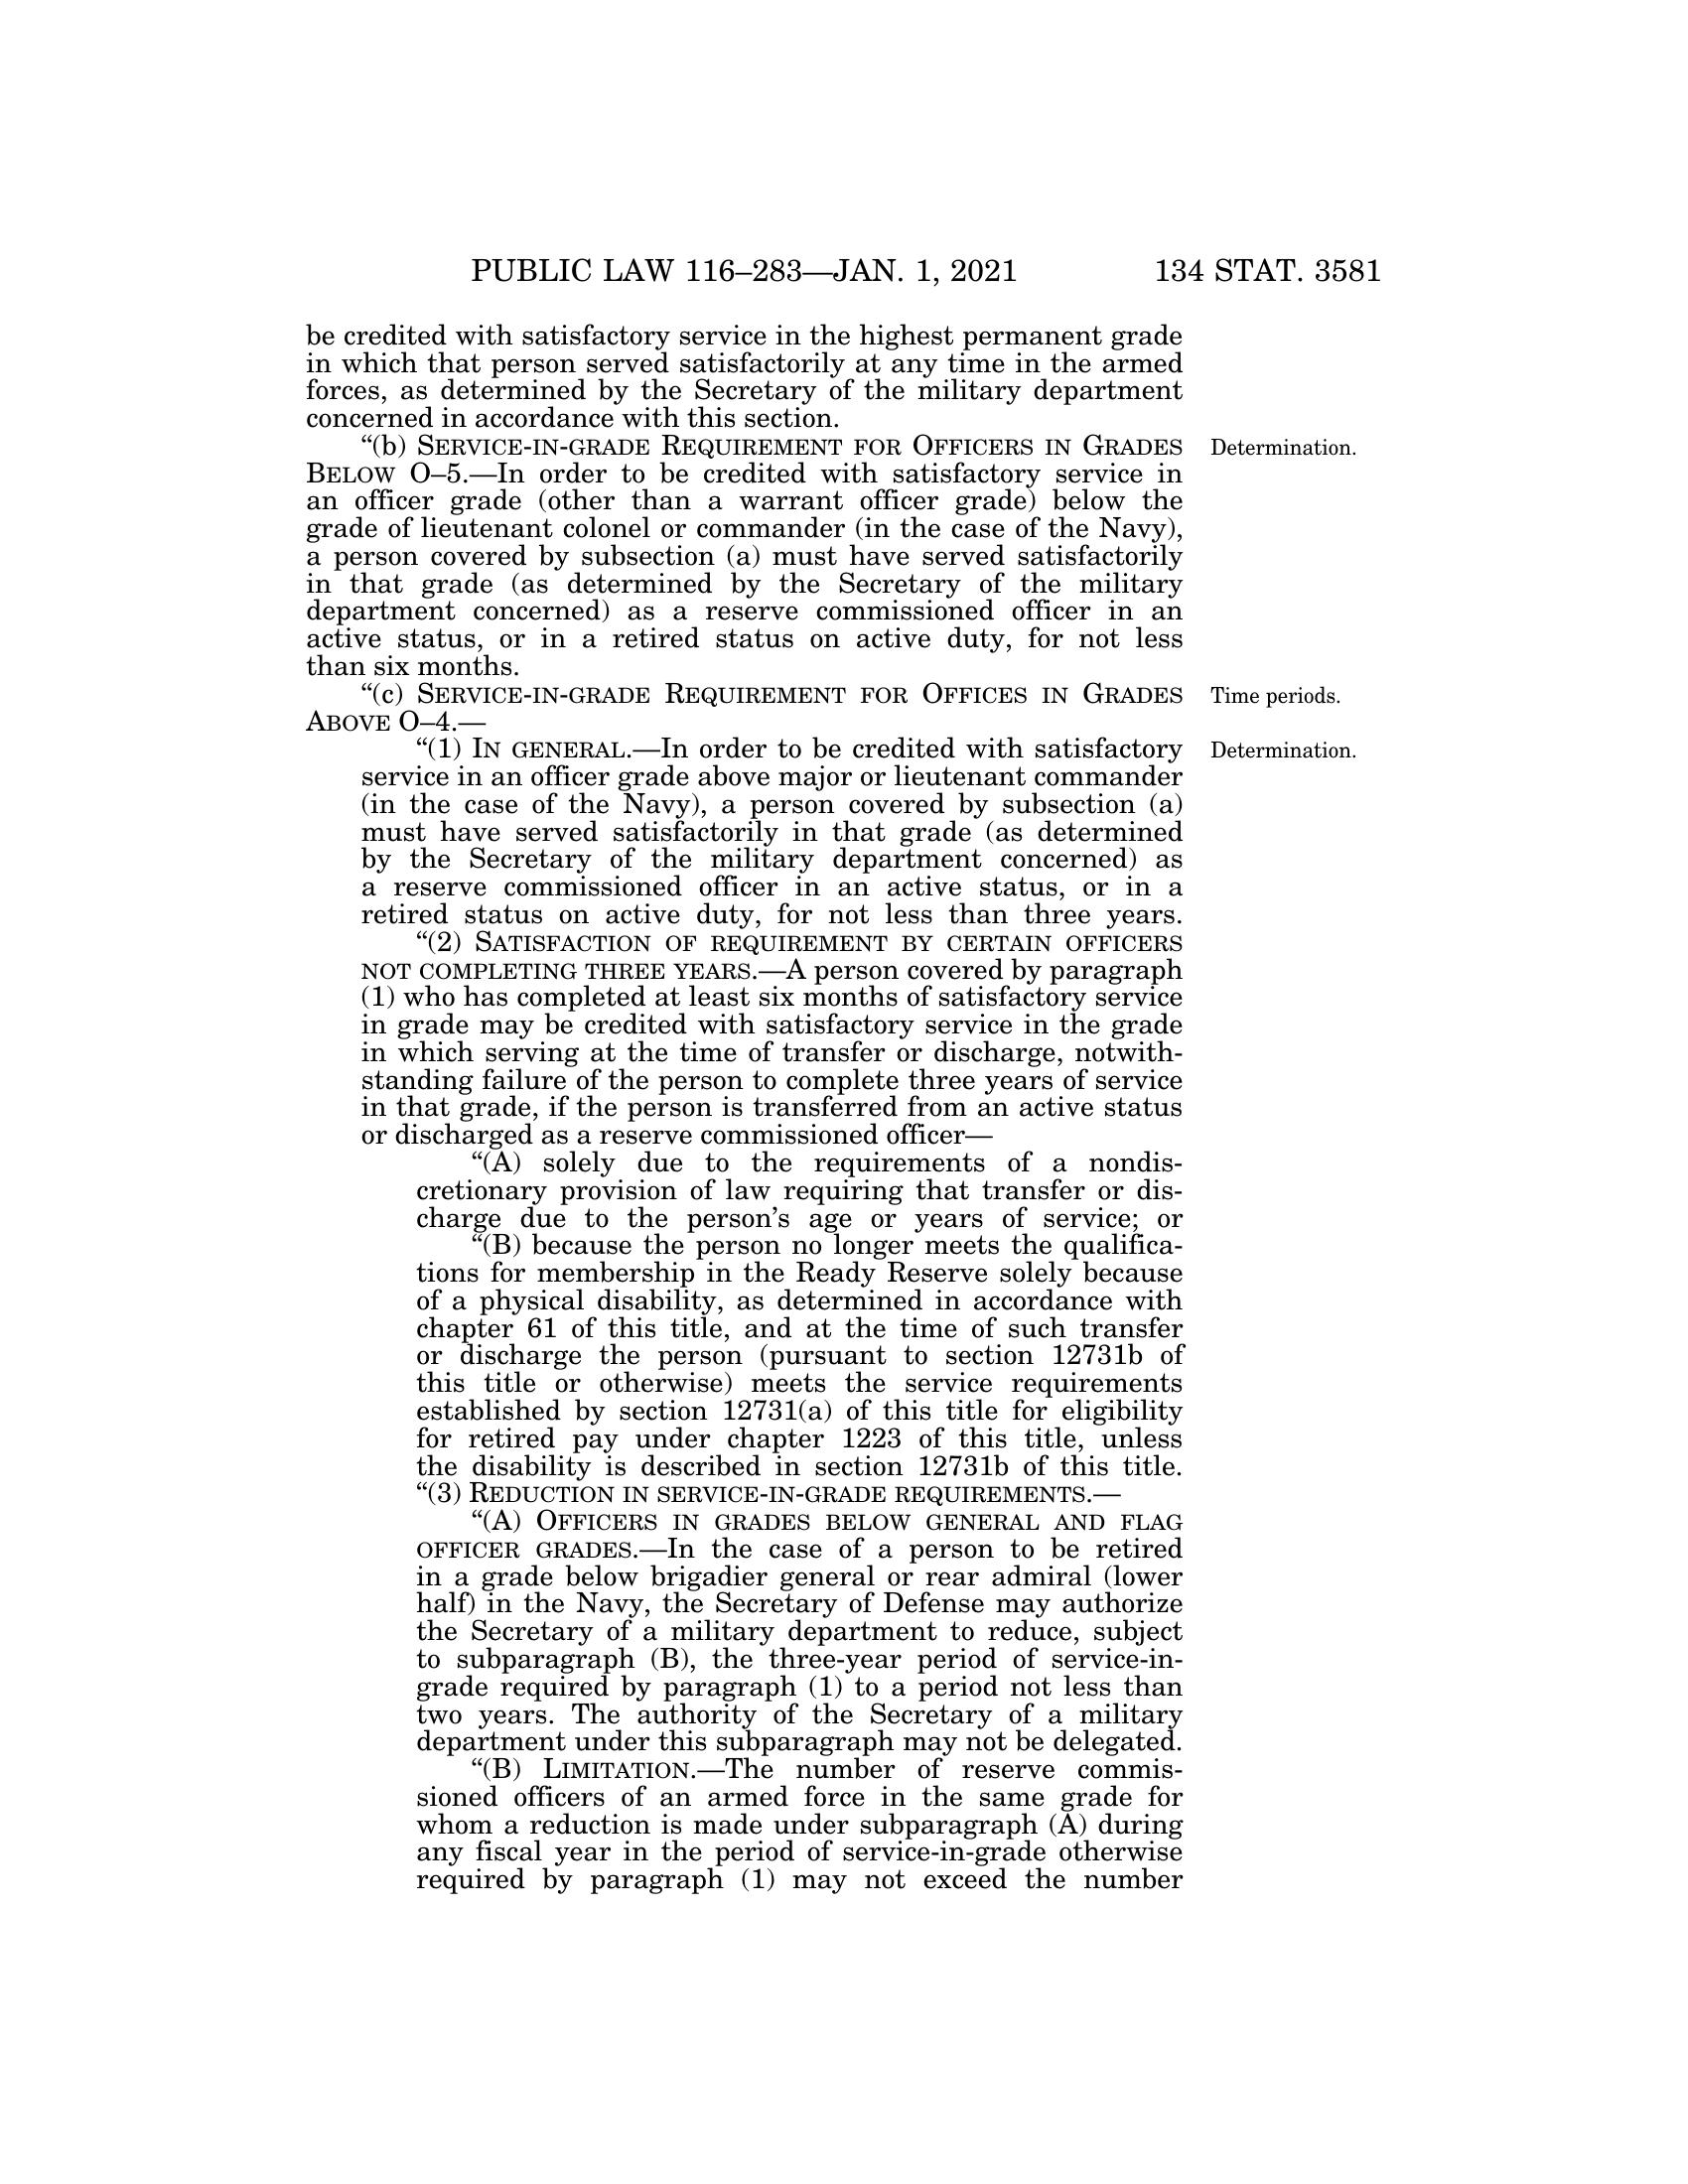 PUBLIC LAW 116–283—JAN. 1, 2021 134 STAT. 3581
be credited with satisfactory service in the highest permanent grade
in which that person served satisfactorily at any time in the armed
forces, as determined by the Secretary of the military department
concerned in accordance with this section.
“(b) SERVICE-IN-GRADE REQUIREMENT FOR OFFICERS IN GRADES
Determination.
BELOW O–5.—In order to be credited with satisfactory service in
an officer grade (other than a warrant officer grade) below the
grade of lieutenant colonel or commander (in the case of the Navy),
a person covered by subsection (a) must have served satisfactorily
in that grade (as determined by the Secretary of the military
department concerned) as a reserve commissioned officer in an
active status, or in a retired status on active duty, for not less
than six months.
“(c) SERVICE-IN-GRADE REQUIREMENT FOR OFFICES IN GRADES
Time periods.
ABOVE O–4.—
“(1) IN GENERAL.—In order to be credited with satisfactory
Determination.
service in an officer grade above major or lieutenant commander
(in the case of the Navy), a person covered by subsection (a)
must have served satisfactorily in that grade (as determined
by the Secretary of the military department concerned) as
a reserve commissioned officer in an active status, or in a
retired status on active duty, for not less than three years.
“(2) SATISFACTION OF REQUIREMENT BY CERTAIN OFFICERS
NOT COMPLETING THREE YEARS.—A person covered by paragraph
(1) who has completed at least six months of satisfactory service
in grade may be credited with satisfactory service in the grade
in which serving at the time of transfer or discharge, notwith-
standing failure of the person to complete three years of service
in that grade, if the person is transferred from an active status
or discharged as a reserve commissioned officer—
“(A) solely due to the requirements of a nondis-
cretionary provision of law requiring that transfer or dis-
charge due to the person’s age or years of service; or
“(B) because the person no longer meets the qualifica-
tions for membership in the Ready Reserve solely because
of a physical disability, as determined in accordance with
chapter 61 of this title, and at the time of such transfer
or discharge the person (pursuant to section 12731b of
this title or otherwise) meets the service requirements
established by section 12731(a) of this title for eligibility
for retired pay under chapter 1223 of this title, unless
the disability is described in section 12731b of this title.
“(3) REDUCTION IN SERVICE-IN-GRADE REQUIREMENTS.—
“(A) OFFICERS IN GRADES BELOW GENERAL AND FLAG
OFFICER GRADES.—In the case of a person to be retired
in a grade below brigadier general or rear admiral (lower
half) in the Navy, the Secretary of Defense may authorize
the Secretary of a military department to reduce, subject
to subparagraph (B), the three-year period of service-in-
grade required by paragraph (1) to a period not less than
two years. The authority of the Secretary of a military
department under this subparagraph may not be delegated.
“(B) LIMITATION.—The number of reserve commis-
sioned officers of an armed force in the same grade for
whom a reduction is made under subparagraph (A) during
any fiscal year in the period of service-in-grade otherwise
required by paragraph (1) may not exceed the number